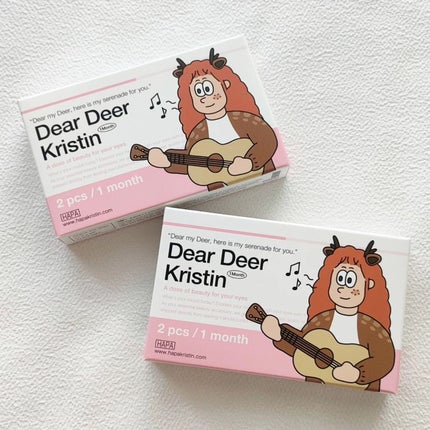 "Dear my Deer, here is my serenade for you."
Dear Deer
Kristin
1Month
A dose of beauty for your eyes
2 pcs / 1 month
HAPA
www.hapakristin.com
"Dear my Deer, here is my serenade for you."
Dear Deer
Kristin
1Month
A dose of beauty for your eyes
2 pcs / 1 month
HAPA
www.hapakristin.com